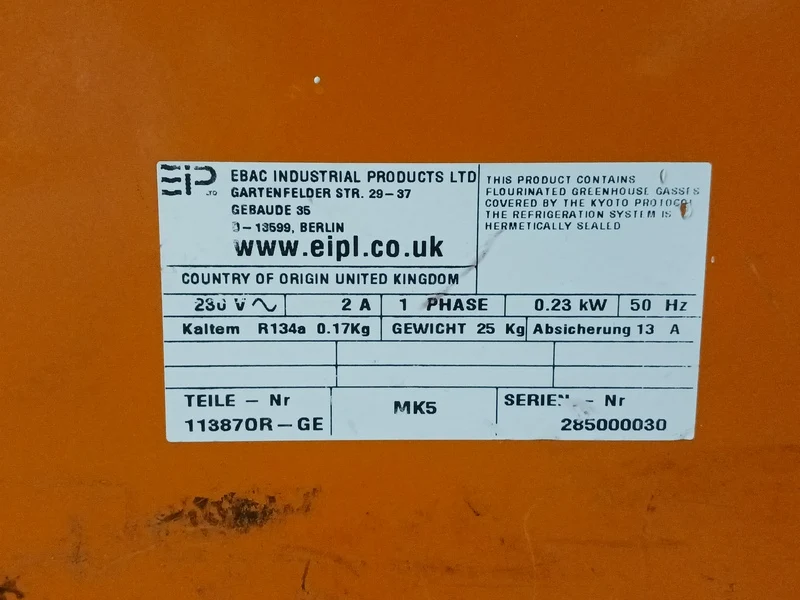 EIP LTD
EBAC INDUSTRIAL PRODUCTS LTD
GARTENFELDER STR. 29-37
GEBAUDE 35
D-13599, BERLIN
www.eipl.co.uk
THIS PRODUCT CONTAINS
FLOURINATED GREENHOUSE GASSES
COVERED BY THE KYOTO PROTOCOL
THE REFRIGERATION SYSTEM IS
HERMETICALLY SEALED
COUNTRY OF ORIGIN UNITED KINGDOM
230 V ~ 2 A 1 PHASE 0.23 kW 50 Hz
Kaltem R134a 0.17Kg GEWICHT 25 Kg Absicherung 13 A
TEILE - Nr
113870R-GE
MK5
SERIEN - Nr
285000030